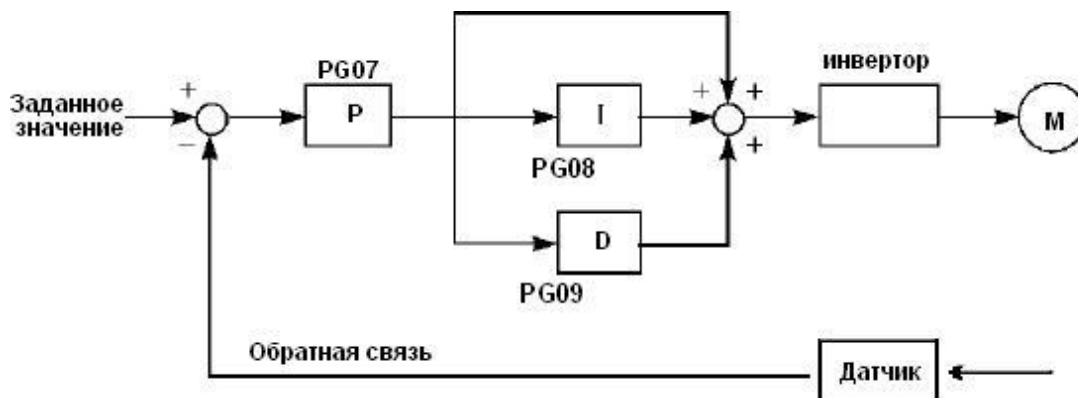 PG07
инвертор
+
Заданное
значение
−
P
I
+
+
+
M
PG08
D
PG09
Обратная связь
Датчик